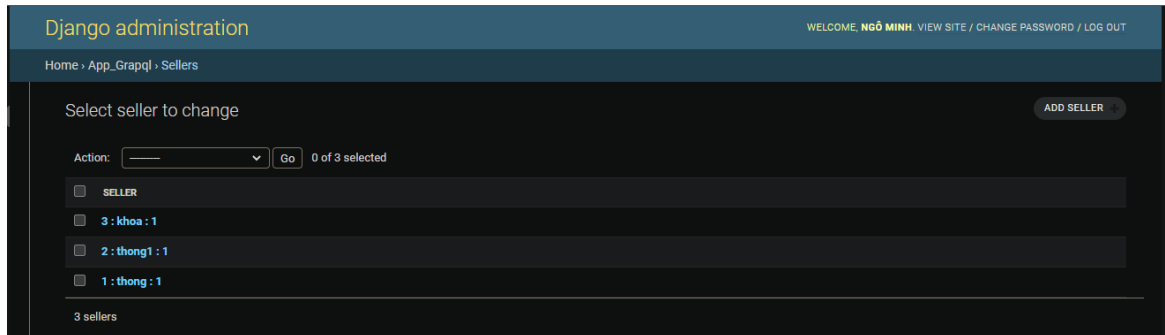 Django administration
WELCOME, NGÔ MINH. VIEW SITE / CHANGE PASSWORD / LOG OUT
Home › App_Grapql › Sellers
Select seller to change
ADD SELLER +
Action: --------- Go 0 of 3 selected
SELLER
3 : khoa : 1
2 : thong1 : 1
1 : thong : 1
3 sellers